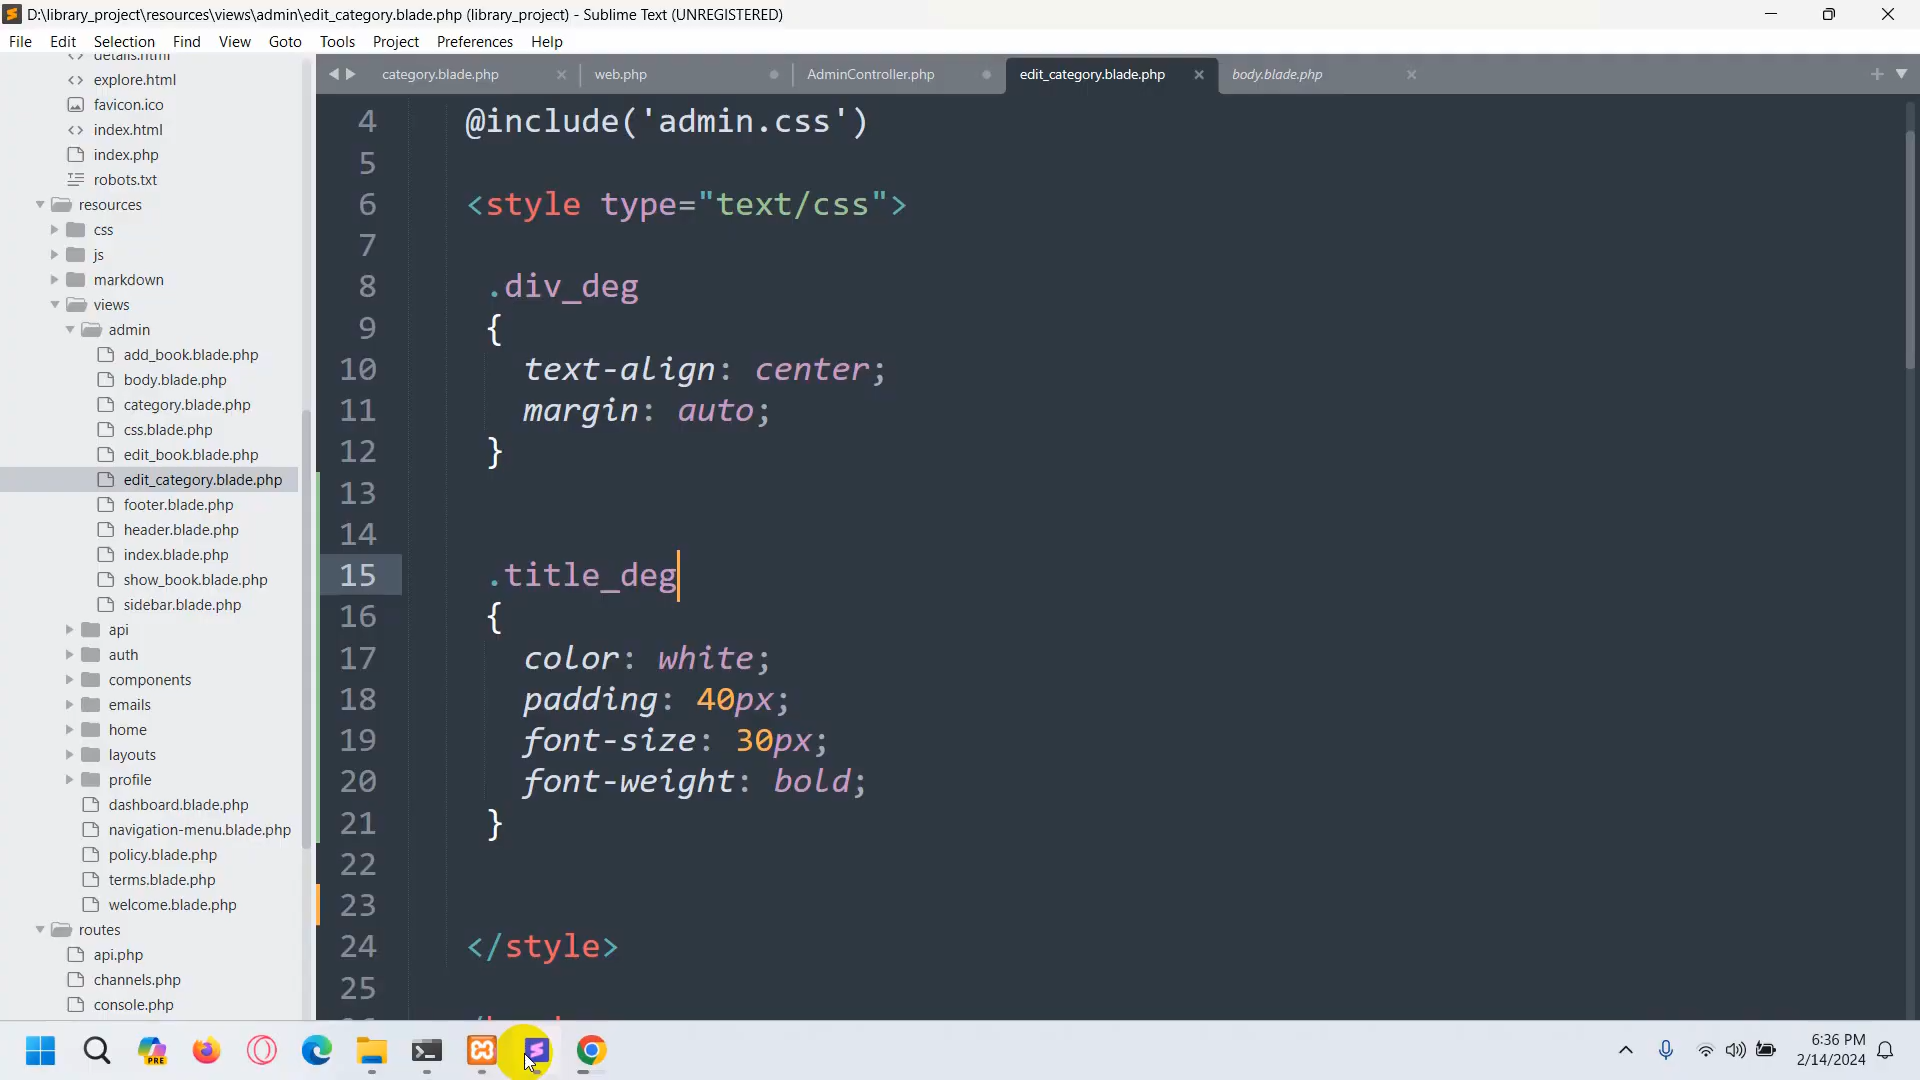 D:\library_project\resources\views\admin\edit_category.blade.php (library_project) - Sublime Text (UNREGISTERED)
File Edit Selection Find View Goto Tools Project Preferences Help
category.blade.php web.php AdminController.php edit_category.blade.php body.blade.php
details.html
explore.html
favicon.ico
index.html
index.php
robots.txt
resources
css
js
markdown
views
admin
add_book.blade.php
body.blade.php
category.blade.php
css.blade.php
edit_book.blade.php
edit_category.blade.php
footer.blade.php
header.blade.php
index.blade.php
show_book.blade.php
sidebar.blade.php
api
auth
components
emails
home
layouts
profile
dashboard.blade.php
navigation-menu.blade.php
policy.blade.php
terms.blade.php
welcome.blade.php
routes
api.php
channels.php
console.php
4 @include('admin.css')
5
6 <style type="text/css">
7
8 .div_deg
9 {
10 text-align: center;
11 margin: auto;
12 }
13
14
15 .title_deg
16 {
17 color: white;
18 padding: 40px;
19 font-size: 30px;
20 font-weight: bold;
21 }
22
23
24 </style>
25
PRE
6:36 PM
2/14/2024